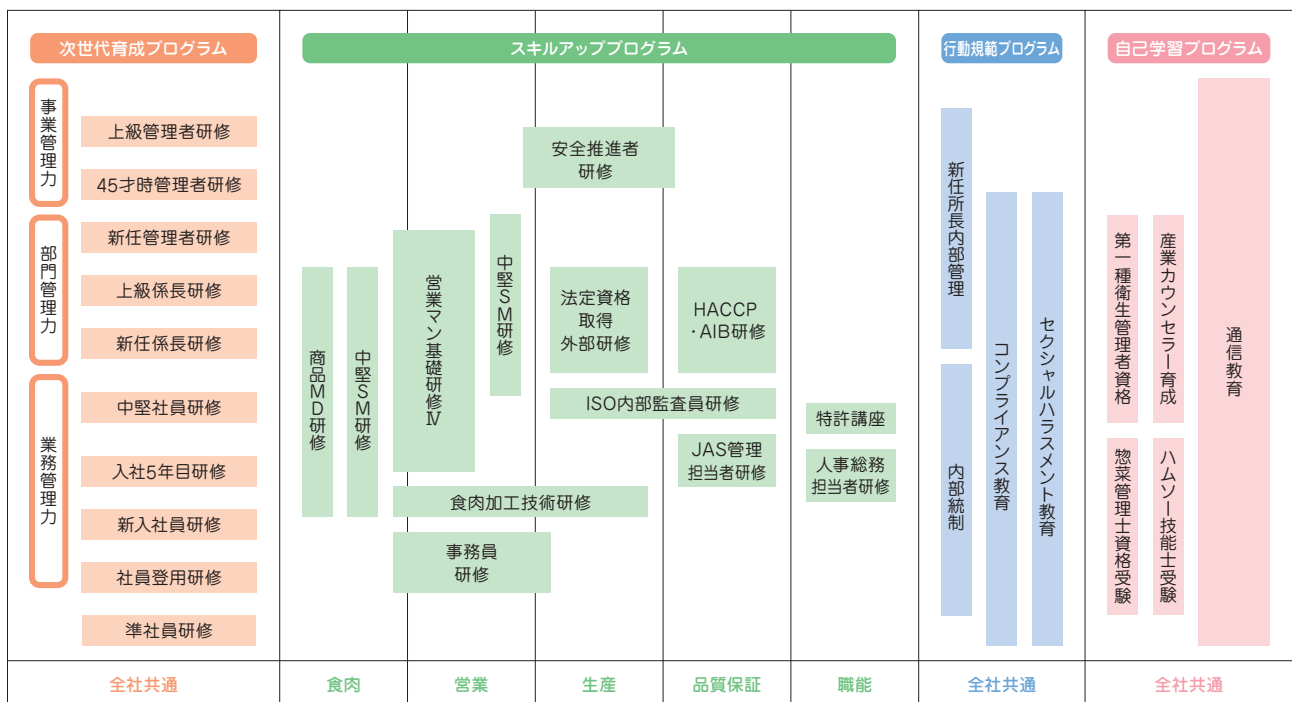 次世代育成プログラム
スキルアッププログラム
行動規範プログラム
自己学習プログラム
事業管理力
上級管理者研修
45才時管理者研修
部門管理力
新任管理者研修
上級係長研修
新任係長研修
業務管理力
中堅社員研修
入社5年目研修
新入社員研修
社員登用研修
準社員研修
商品MD研修
中堅SM研修
営業マン基礎研修Ⅳ
中堅SM研修
安全推進者
研修
法定資格
取得
外部研修
HACCP
・AIB研修
ISO内部監査員研修
JAS管理
担当者研修
特許講座
人事総務
担当者研修
食肉加工技術研修
事務員
研修
新任所長内部管理
内部統制
コンプライアンス教育
セクシャルハラスメント教育
第一種衛生管理者資格
産業カウンセラー育成
惣菜管理士資格受験
ハムソー技能士受験
通信教育
全社共通
食肉
営業
生産
品質保証
職能
全社共通
全社共通